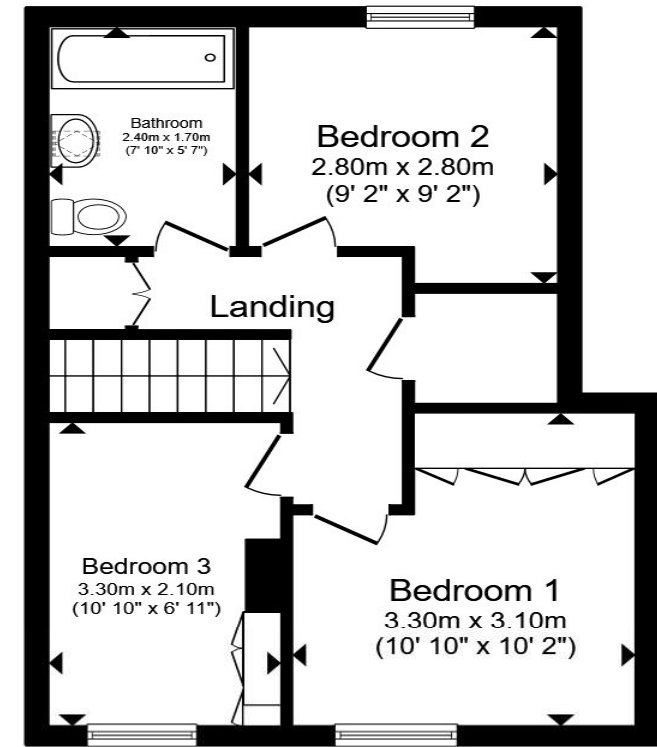 Bathroom
2.40m x 1.70m
(7' 10" x 5' 7")
Bedroom 2
2.80m x 2.80m
(9' 2" x 9' 2")
Landing
Bedroom 3
3.30m x 2.10m
(10' 10" x 6' 11")
Bedroom 1
3.30m x 3.10m
(10' 10" x 10' 2")